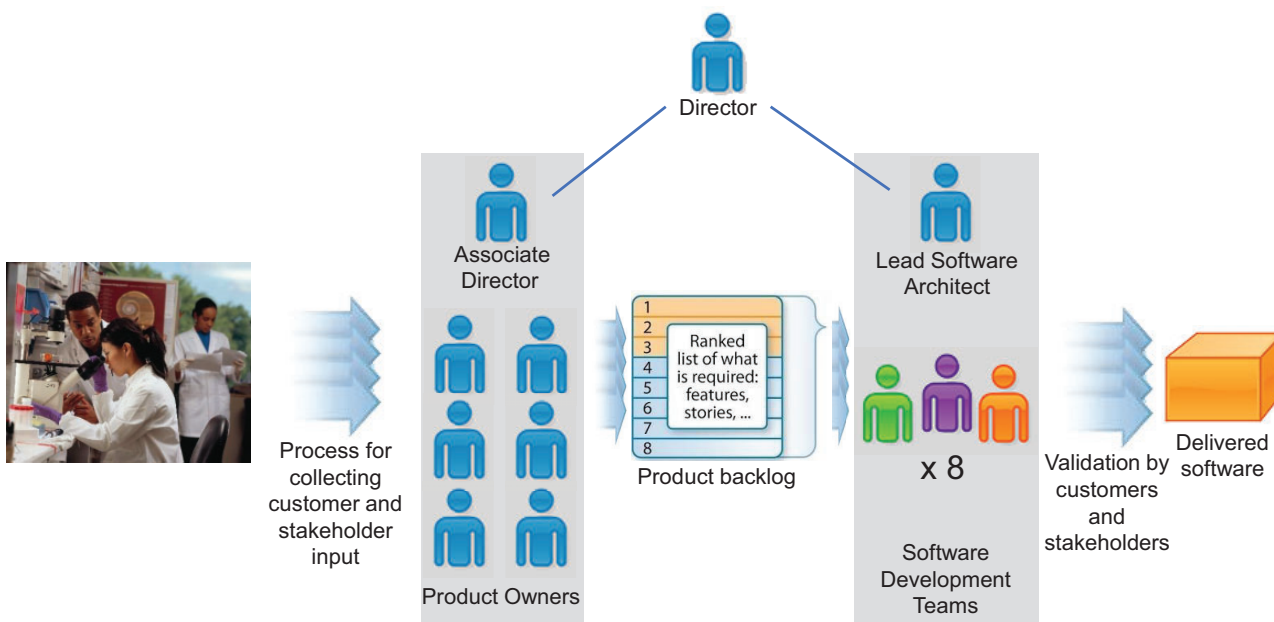 Director
Associate
Director
Product Owners
Process for
collecting
customer and
stakeholder
input
1
2
3
4
5
6
7
8
Ranked
list of what
is required:
features,
stories, ...
Product backlog
Lead Software
Architect
x 8
Software
Development
Teams
Validation by
customers
and
stakeholders
Delivered
software